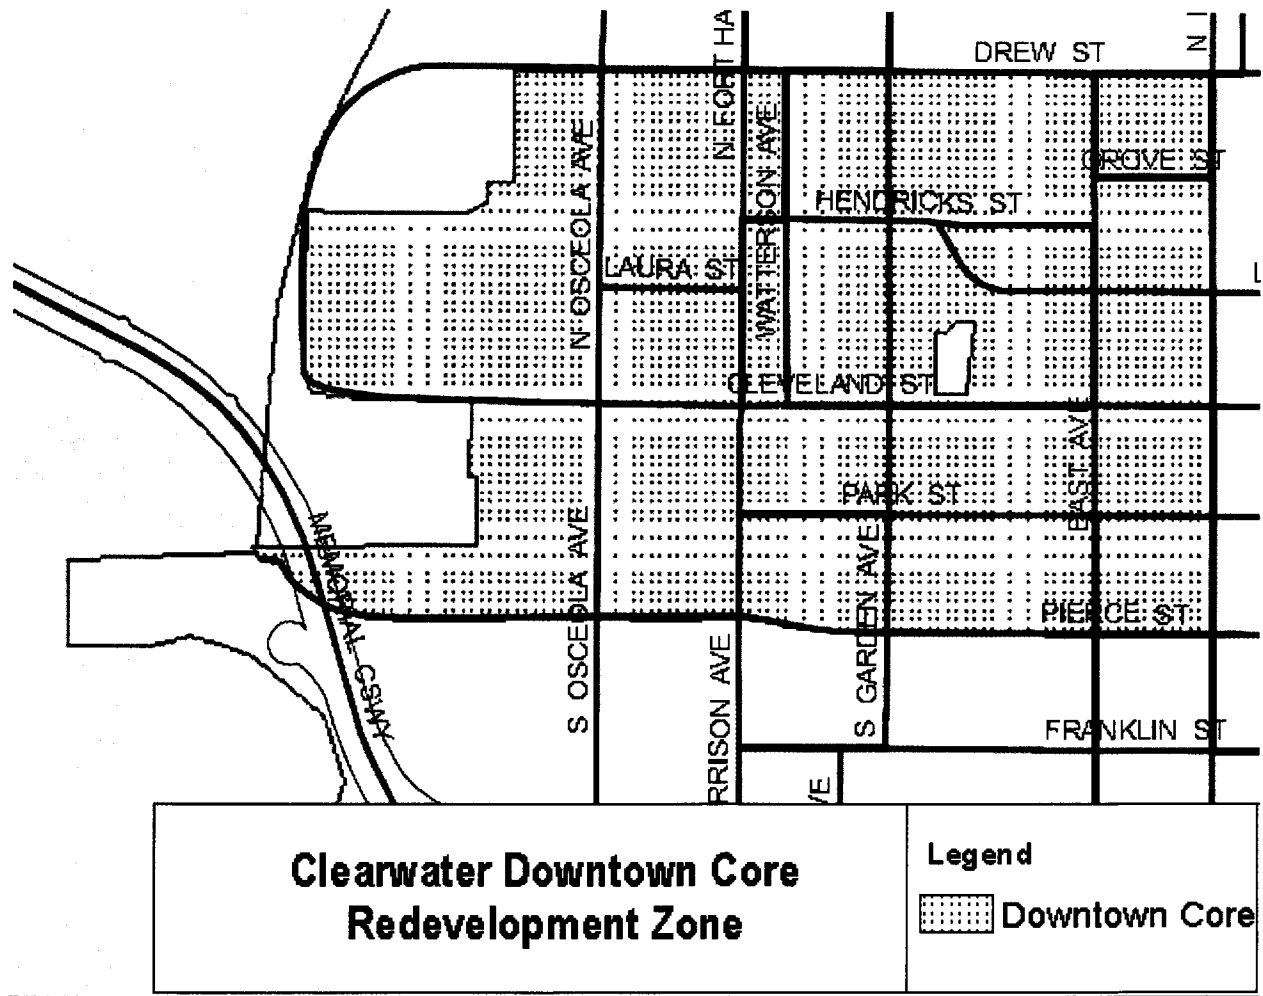 DREW ST
N FORT HA
N
N OSCEOLA AVE
WATTERSON AVE
GROVE ST
HENDRICKS ST
LAURA ST
L
CLEVELAND ST
EAST AVE
PARK ST
MEMORIAL CSWY
S OSCEOLA AVE
S GARDEN AVE
PIERCE ST
RRISON AVE
VE
FRANKLIN ST
Clearwater Downtown Core
Redevelopment Zone
Legend
Downtown Core